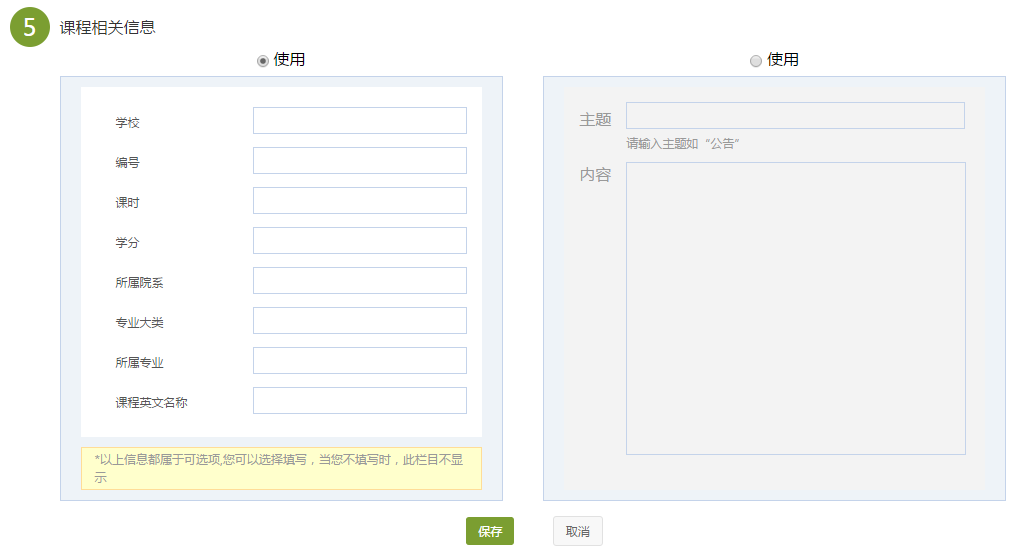 5 课程相关信息
使用
学校
编号
课时
学分
所属院系
专业大类
所属专业
课程英文名称
*以上信息都属于可选项,您可以选择填写，当您不填写时，此栏目不显
示
使用
主题
请输入主题如“公告”
内容
保存 取消